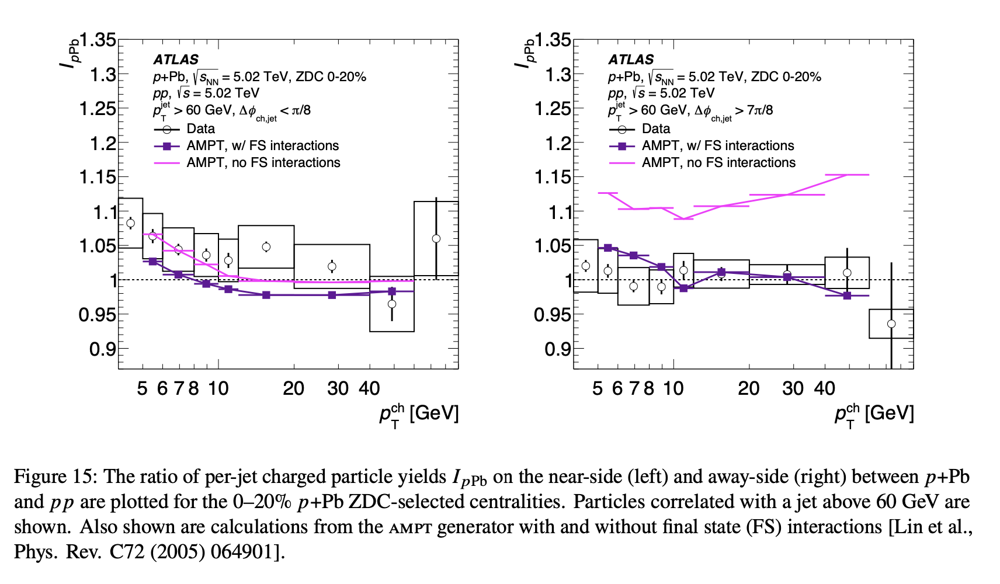 I_pPb
1.35
1.3
1.25
1.2
1.15
1.1
1.05
1
0.95
0.9
ATLAS
p+Pb, √s_NN = 5.02 TeV, ZDC 0-20%
pp, √s = 5.02 TeV
p_T^jet > 60 GeV, Δϕ_ch,jet < π/8
Data
AMPT, w/ FS interactions
AMPT, no FS interactions
5 6 7 8 10 20 30 40
p_T^ch [GeV]
I_pPb
1.35
1.3
1.25
1.2
1.15
1.1
1.05
1
0.95
0.9
ATLAS
p+Pb, √s_NN = 5.02 TeV, ZDC 0-20%
pp, √s = 5.02 TeV
p_T^jet > 60 GeV, Δϕ_ch,jet > 7π/8
Data
AMPT, w/ FS interactions
AMPT, no FS interactions
5 6 7 8 10 20 30 40
p_T^ch [GeV]
Figure 15: The ratio of per-jet charged particle yields I_pPb on the near-side (left) and away-side (right) between p+Pb
and pp are plotted for the 0–20% p+Pb ZDC-selected centralities. Particles correlated with a jet above 60 GeV are
shown. Also shown are calculations from the AMPT generator with and without final state (FS) interactions [Lin et al.,
Phys. Rev. C72 (2005) 064901].